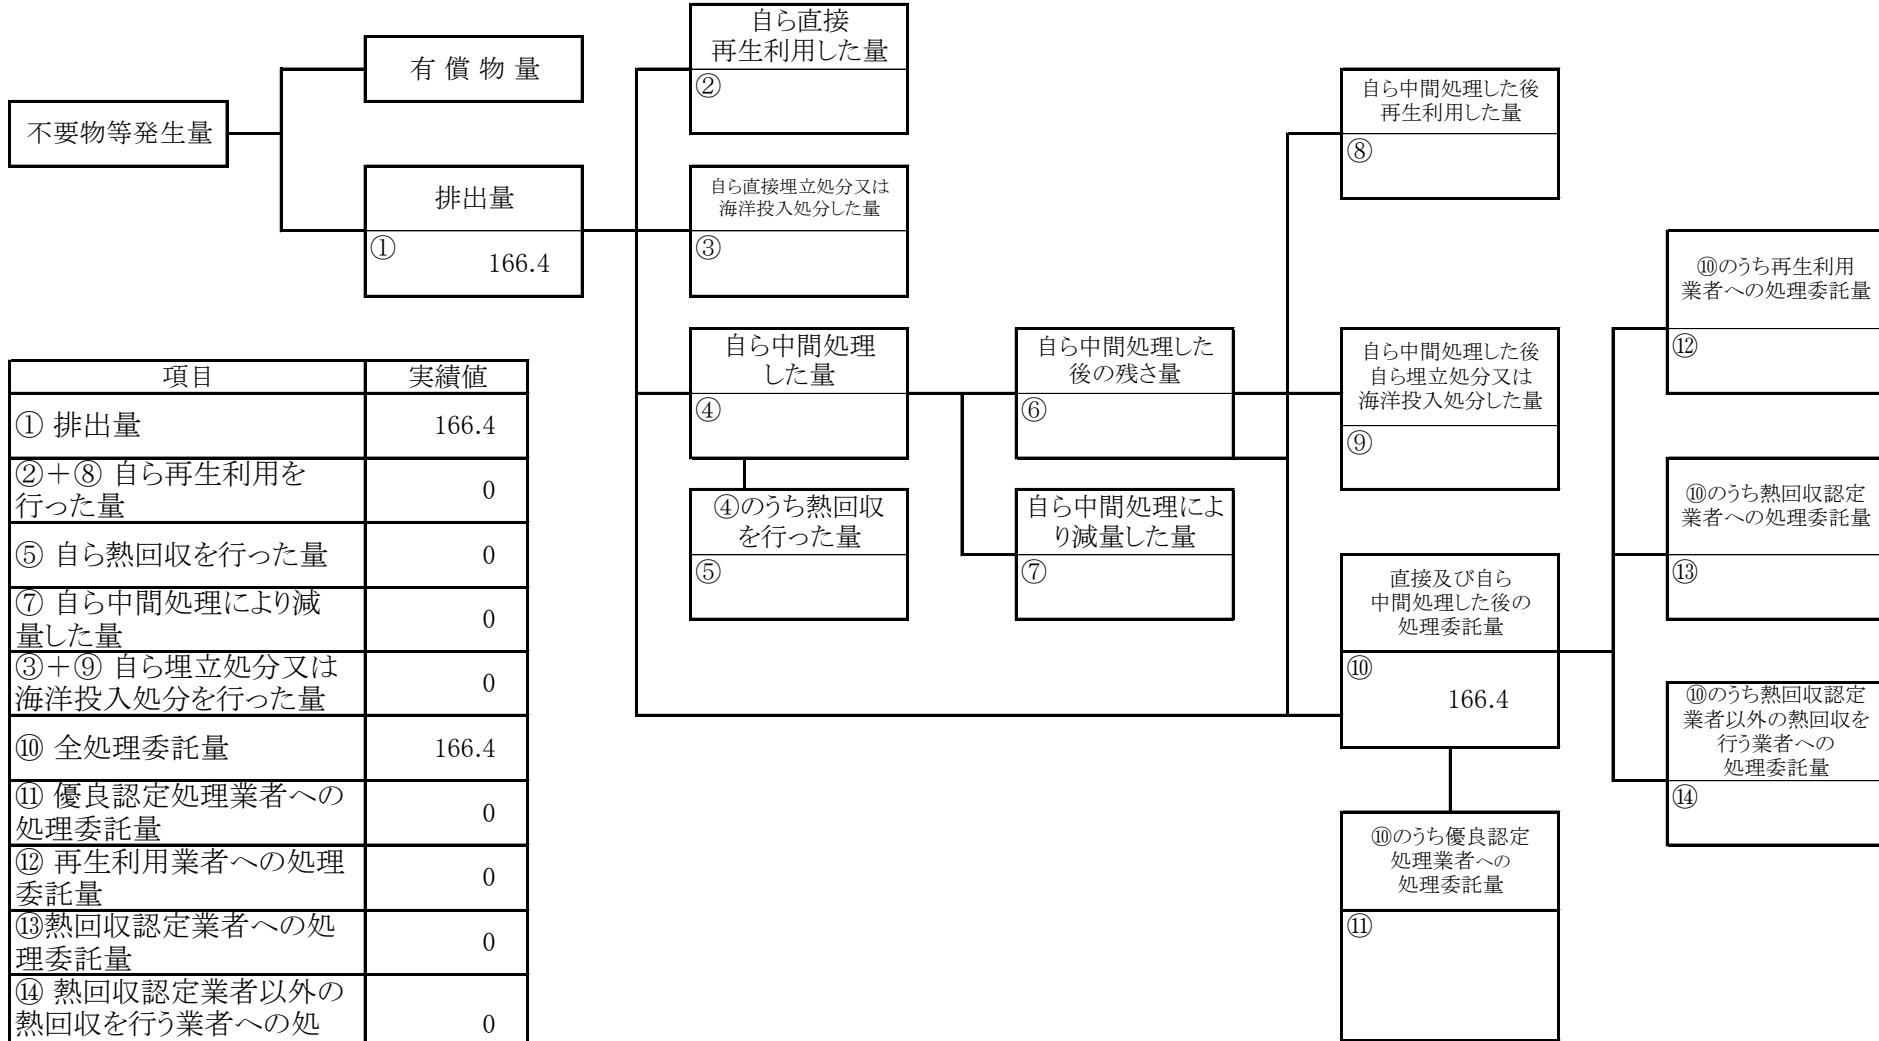 不要物等発生量
有 償 物 量
排出量
①
166.4
自ら直接
再生利用した量
②
自ら直接埋立処分又は
海洋投入処分した量
③
自ら中間処理
した量
④
④のうち熱回収
を行った量
⑤
自ら中間処理した
後の残さ量
⑥
自ら中間処理によ
り減量した量
⑦
自ら中間処理した後
再生利用した量
⑧
自ら中間処理した後
自ら埋立処分又は
海洋投入処分した量
⑨
直接及び自ら
中間処理した後の
処理委託量
⑩
166.4
⑩のうち優良認定
処理業者への
処理委託量
⑪
⑩のうち再生利用
業者への処理委託量
⑫
⑩のうち熱回収認定
業者への処理委託量
⑬
⑩のうち熱回収認定
業者以外の熱回収を
行う業者への
処理委託量
⑭
項目 実績値
① 排出量 166.4
②＋⑧ 自ら再生利用を
行った量 0
⑤ 自ら熱回収を行った量 0
⑦ 自ら中間処理により減
量した量 0
③＋⑨ 自ら埋立処分又は
海洋投入処分を行った量 0
⑩ 全処理委託量 166.4
⑪ 優良認定処理業者への
処理委託量 0
⑫ 再生利用業者への処理
委託量 0
⑬熱回収認定業者への処
理委託量 0
⑭ 熱回収認定業者以外の
熱回収を行う業者への処 0